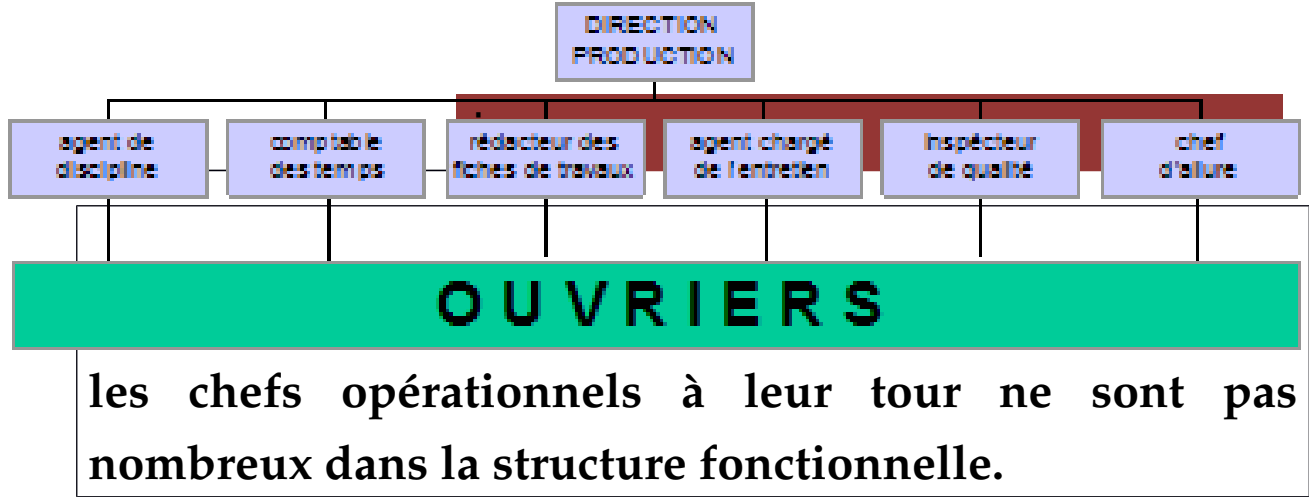 DIRECTION
PRODUCTION
agent de
discipline
comptable
des temps
rédacteur des
fiches de travaux
agent chargé
de l'entretien
Inspécteur
de qualité
chef
d'allure
OUVRIERS
les chefs opérationnels à leur tour ne sont pas
nombreux dans la structure fonctionnelle.